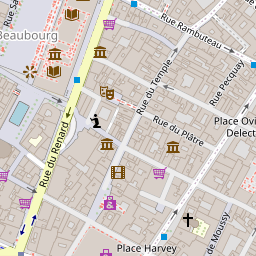 Rue Rambuteau
Beaubourg
Rue du Temple
Rue Pecquay
Place Ovi
Delect
Rue du Plâtre
Rue du Renard
Place Harvey
de Moussy